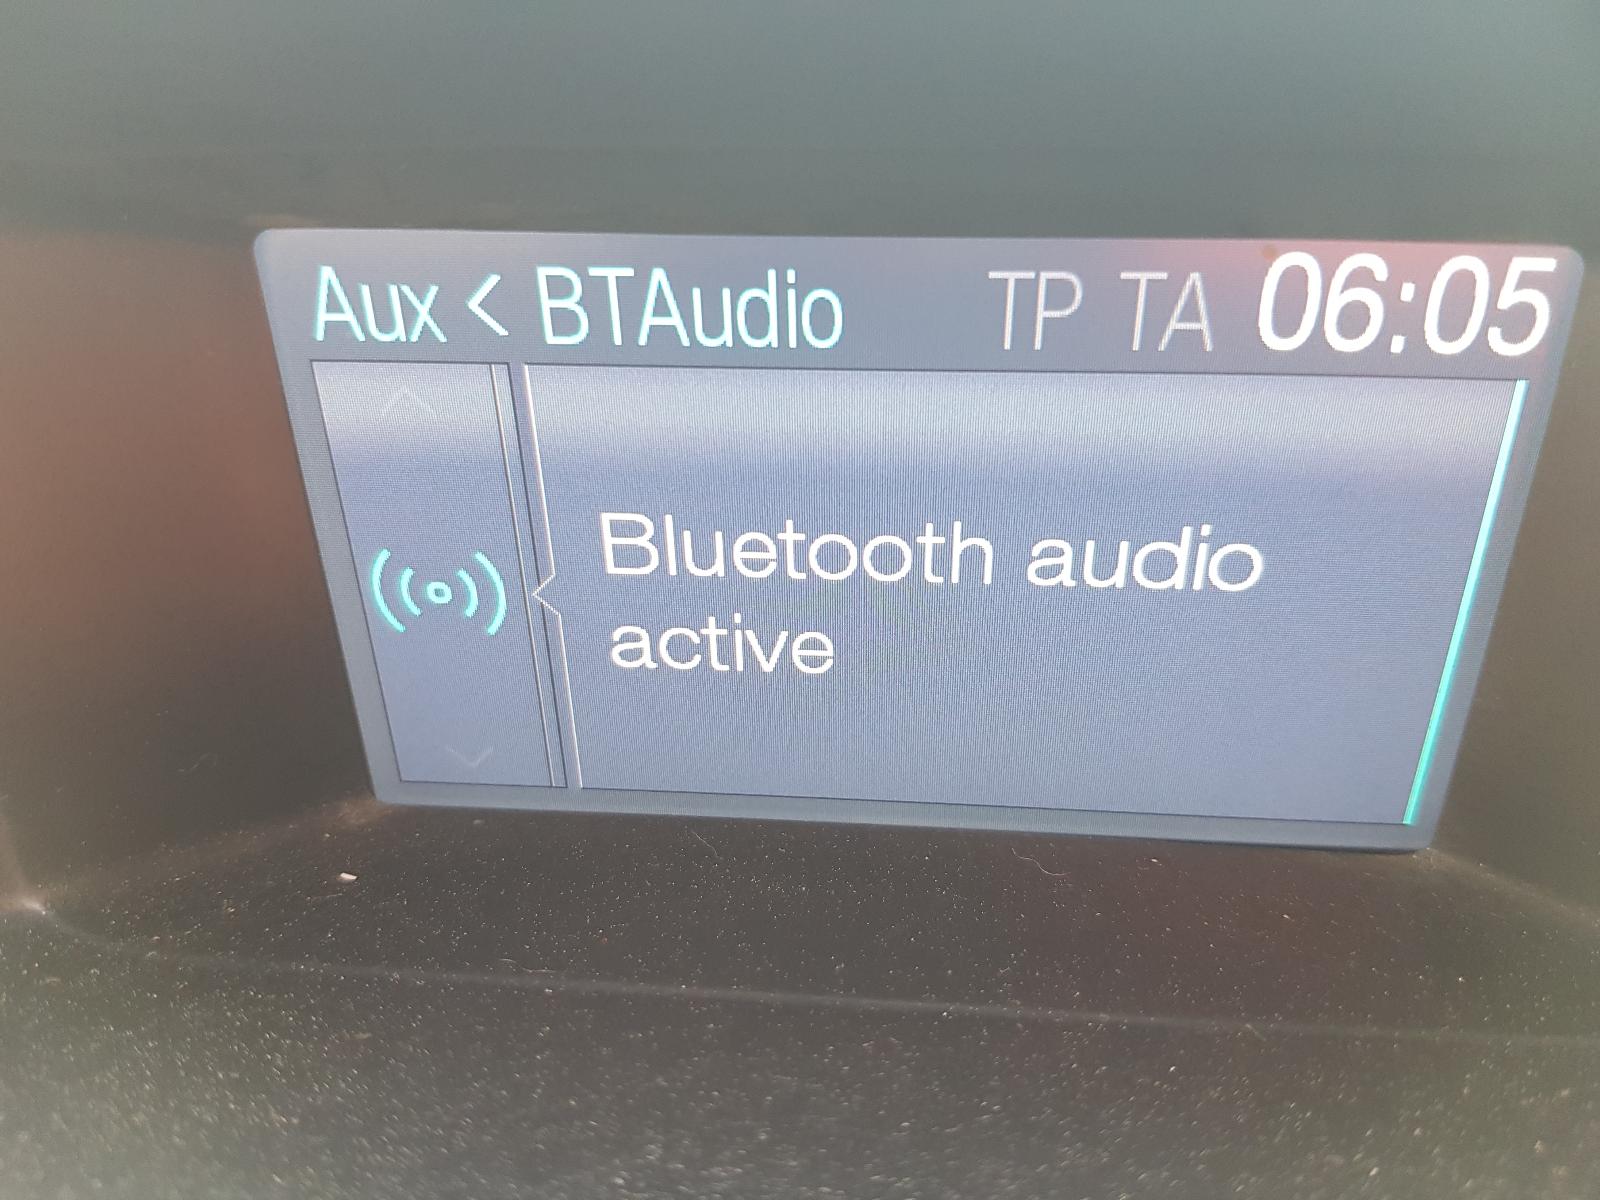 Aux < BTAudio TP TA 06:05
Bluetooth audio
active